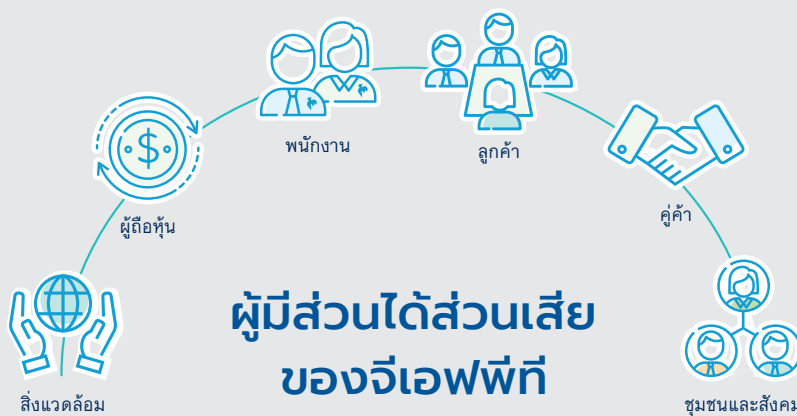 พนักงาน
ลูกค้า
ผู้ถือหุ้น
คู่ค้า
ผู้มีส่วนได้ส่วนเสีย
ของจีเอฟพีที
สิ่งแวดล้อม
ชุมชนและสังคม